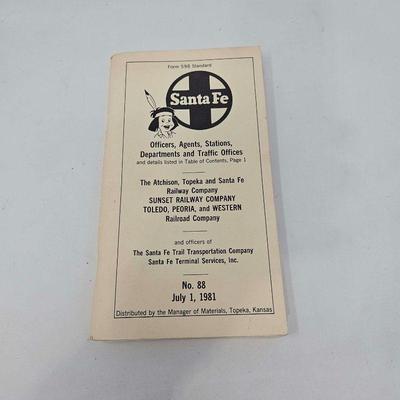 Form 596 Standard
Santa Fe
Officers, Agents, Stations,
Departments and Traffic Offices
and details listed in Table of Contents, Page 1
The Atchison, Topeka and Santa Fe
Railway Company
SUNSET RAILWAY COMPANY
TOLEDO, PEORIA, and WESTERN
Railroad Company
and officers of
The Santa Fe Trail Transportation Company
Santa Fe Terminal Services, Inc.
No. 88
July 1, 1981
Distributed by the Manager of Materials, Topeka, Kansas